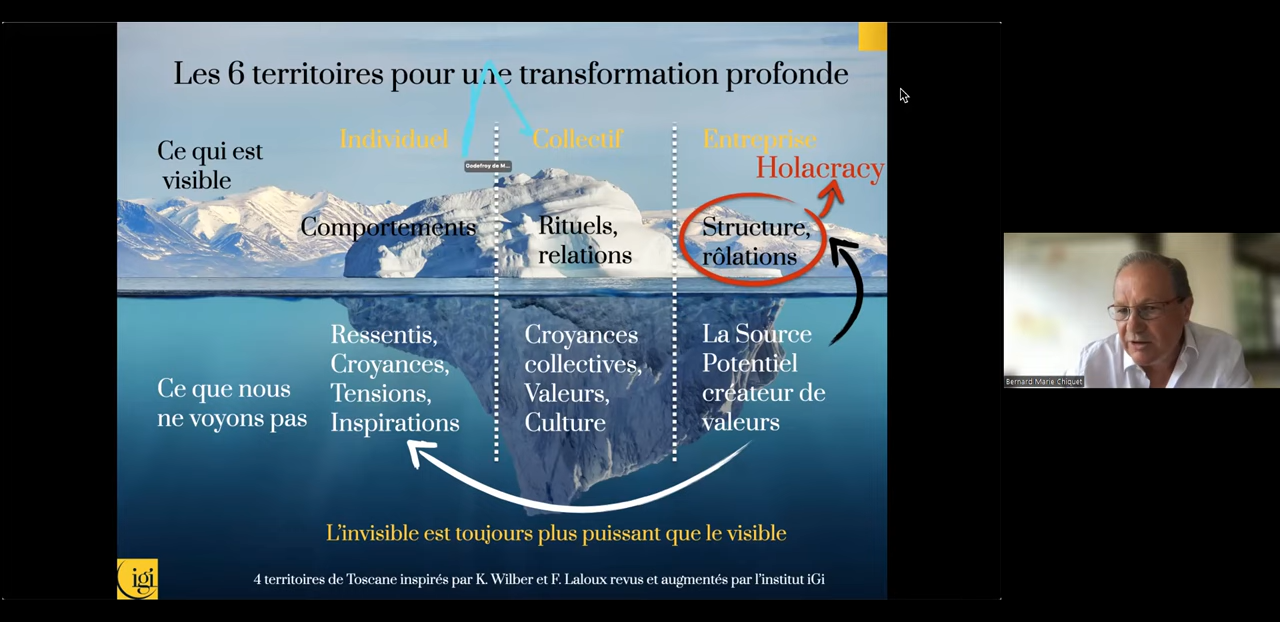 Les 6 territoires pour une transformation profonde
Individuel
Collectif
Entreprise
Ce qui est
visible
Godefroy de M...
Holacracy
Comportements
Rituels,
relations
Structure,
rôlations
Ce que nous
ne voyons pas
Ressentis,
Croyances,
Tensions,
Inspirations
Croyances
collectives,
Valeurs,
Culture
La Source
Potentiel
créateur de
valeurs
L'invisible est toujours plus puissant que le visible
igi
4 territoires de Toscane inspirés par K. Wilber et F. Laloux revus et augmentés par l'institut iGi
Bernard Marie Chiquet